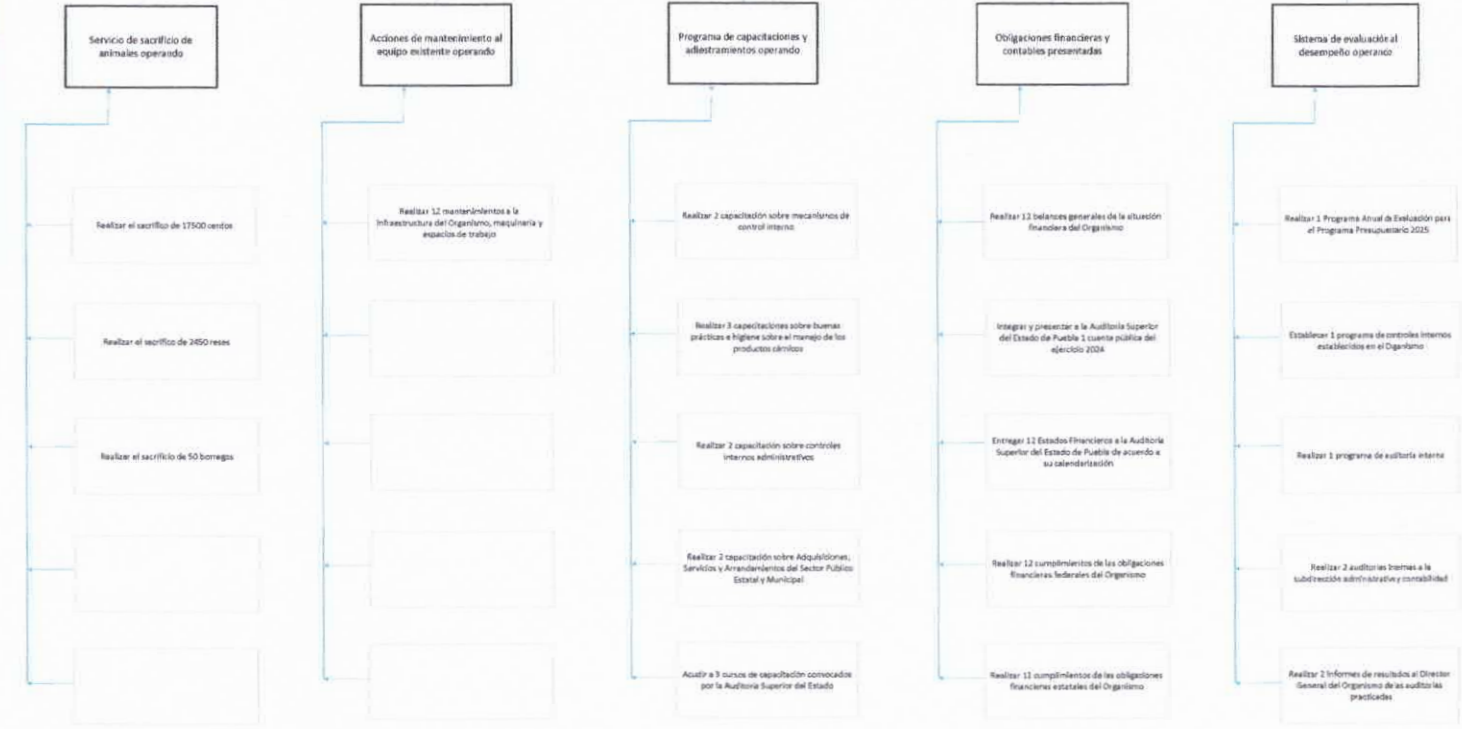 Servicio de sacrificio de
animales operando
Acciones de mantenimiento al
equipo existente operando
Programa de capacitaciones y
adiestramientos operando
Obligaciones financieras y
contables presentadas
Sistema de evaluación al
desempeño operando
Realizar el sacrificio de 17500 cerdos
Realizar el sacrificio de 2450 reses
Realizar el sacrificio de 50 borregos
Realizar 12 mantenimientos a la
infraestructura del Organismo, maquinaria y
espacios de trabajo
Realizar 2 capacitación sobre mecanismos de
control interno
Realizar 3 capacitaciones sobre buenas
prácticas e higiene sobre el manejo de los
productos cárnicos
Realizar 2 capacitación sobre controles
internos administrativos
Realizar 2 capacitación sobre Adquisiciones,
Servicios y Arrendamientos del Sector Público
Estatal y Municipal
Acudir a 3 cursos de capacitación convocados
por la Auditoría Superior del Estado
Realizar 12 balances generales de la situación
financiera del Organismo
Integrar y presentar a la Auditoría Superior
del Estado de Puebla 1 cuenta pública del
ejercicio 2024
Entregar 12 Estados Financieros a la Auditoría
Superior del Estado de Puebla de acuerdo a
su calendarización
Realizar 12 cumplimientos de las obligaciones
financieras federales del Organismo
Realizar 12 cumplimientos de las obligaciones
financieras estatales del Organismo
Realizar 1 Programa Anual de Evaluación para
el Programa Presupuestario 2025
Establecer 1 programa de controles internos
establecidos en el Organismo
Realizar 1 programa de auditoría interna
Realizar 2 auditorías internas a la
subdirección administrativa y contabilidad
Realizar 2 informes de resultados al Director
General del Organismo de las auditorías
practicadas